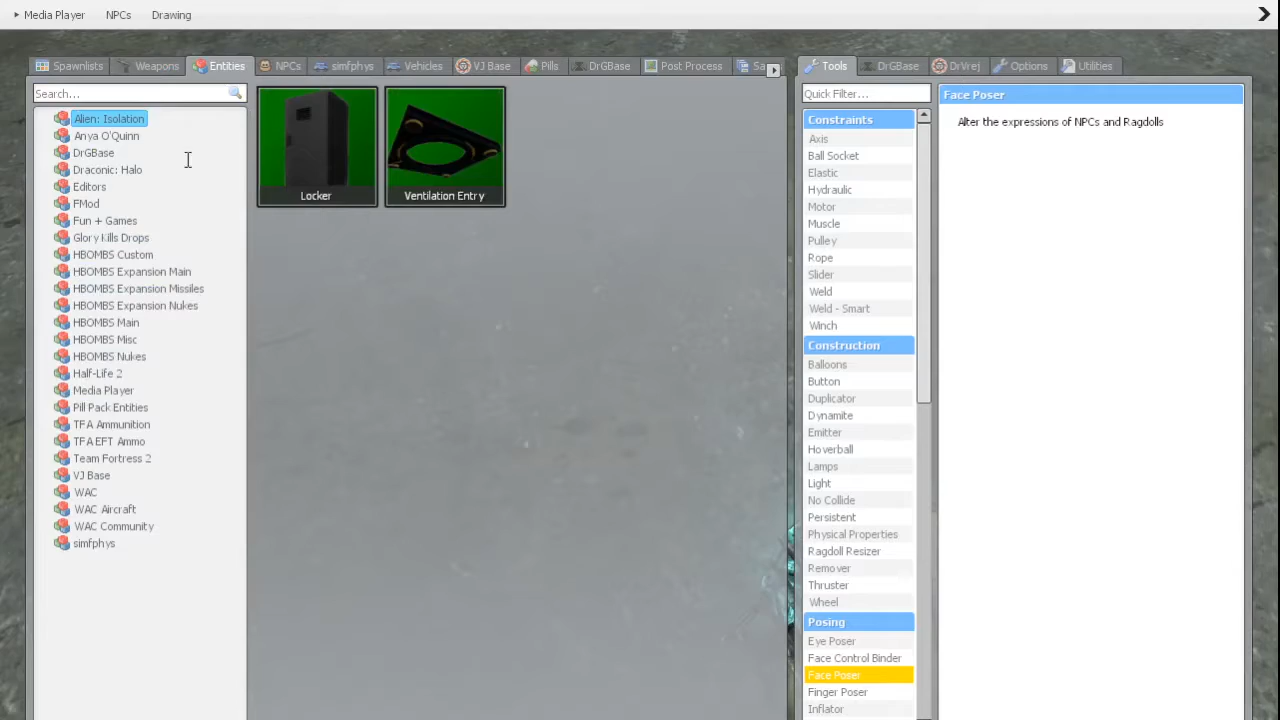 Media Player NPCs Drawing
Spawnlists Weapons Entities NPCs simfphys Vehicles VJ Base Pills DrGBase Post Process Sa
Tools DrGBase DrVrej Options Utilities
Search...
Alien: Isolation
Anya O'Quinn
DrGBase
Draconic: Halo
Editors
FMod
Fun + Games
Glory Kills Drops
HBOMBS Custom
HBOMBS Expansion Main
HBOMBS Expansion Missiles
HBOMBS Expansion Nukes
HBOMBS Main
HBOMBS Misc
HBOMBS Nukes
Half-Life 2
Media Player
Pill Pack Entities
TFA Ammunition
TFA EFT Ammo
Team Fortress 2
VJ Base
WAC
WAC Aircraft
WAC Community
simfphys
Locker
Ventilation Entry
Quick Filter...
Constraints
Axis
Ball Socket
Elastic
Hydraulic
Motor
Muscle
Pulley
Rope
Slider
Weld
Weld - Smart
Winch
Construction
Balloons
Button
Duplicator
Dynamite
Emitter
Hoverball
Lamps
Light
No Collide
Persistent
Physical Properties
Ragdoll Resizer
Remover
Thruster
Wheel
Posing
Eye Poser
Face Control Binder
Face Poser
Finger Poser
Inflator
Face Poser
Alter the expressions of NPCs and Ragdolls